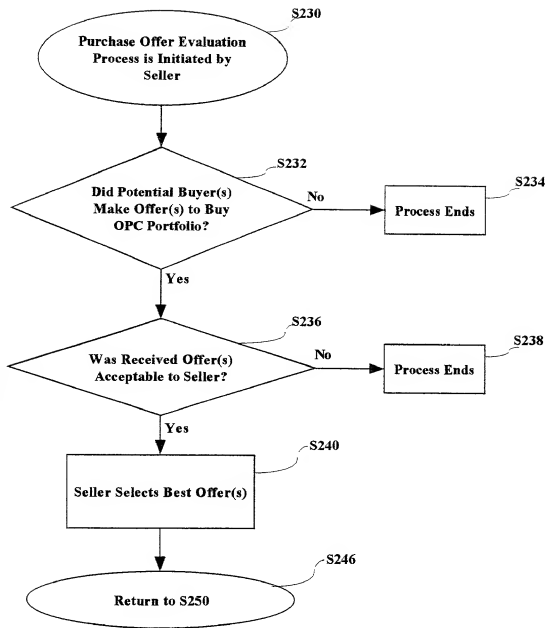 S230
Purchase Offer Evaluation
Process is Initiated by
Seller
S232
Did Potential Buyer(s)
Make Offer(s) to Buy
OPC Portfolio?
No
S234
Process Ends
Yes
S236
Was Received Offer(s)
Acceptable to Seller?
No
S238
Process Ends
Yes
S240
Seller Selects Best Offer(s)
S246
Return to S250